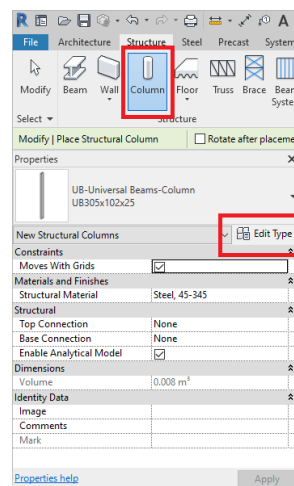 File Architecture Structure Steel Precast System
Modify Beam Wall Column Floor Truss Brace Bear
Syste
Select Structure
Modify | Place Structural Column Rotate after placeme
Properties
UB-Universal Beams-Column
UB305x102x25
New Structural Columns Edit Type
Constraints
Moves With Grids
Materials and Finishes
Structural Material Steel, 45-345
Structural
Top Connection None
Base Connection None
Enable Analytical Model
Dimensions
Volume 0.008 m³
Identity Data
Image
Comments
Mark
Properties help Apply